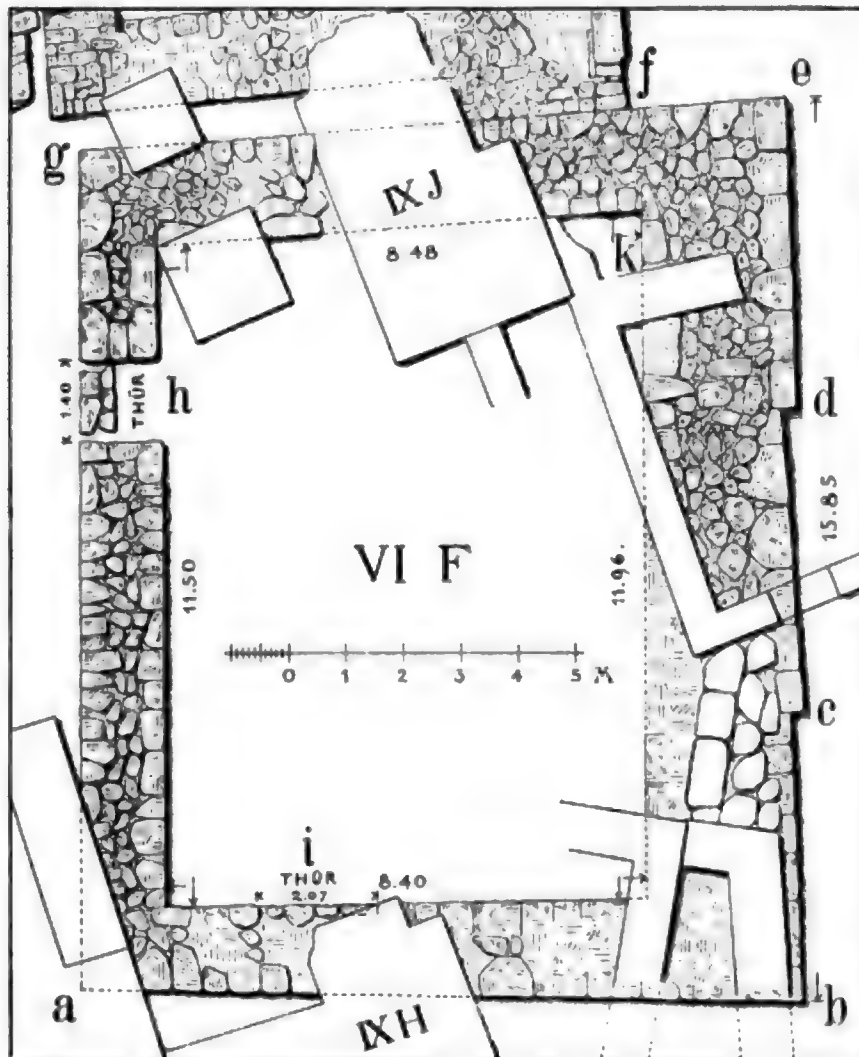 f
e
g
IX J
8.48
k
1.40
THÜR
h
d
15.85
VI F
11.50
11.96.
0 1 2 3 4 5 M
c
i
THÜR
2.07
8.40
a
b
IX H